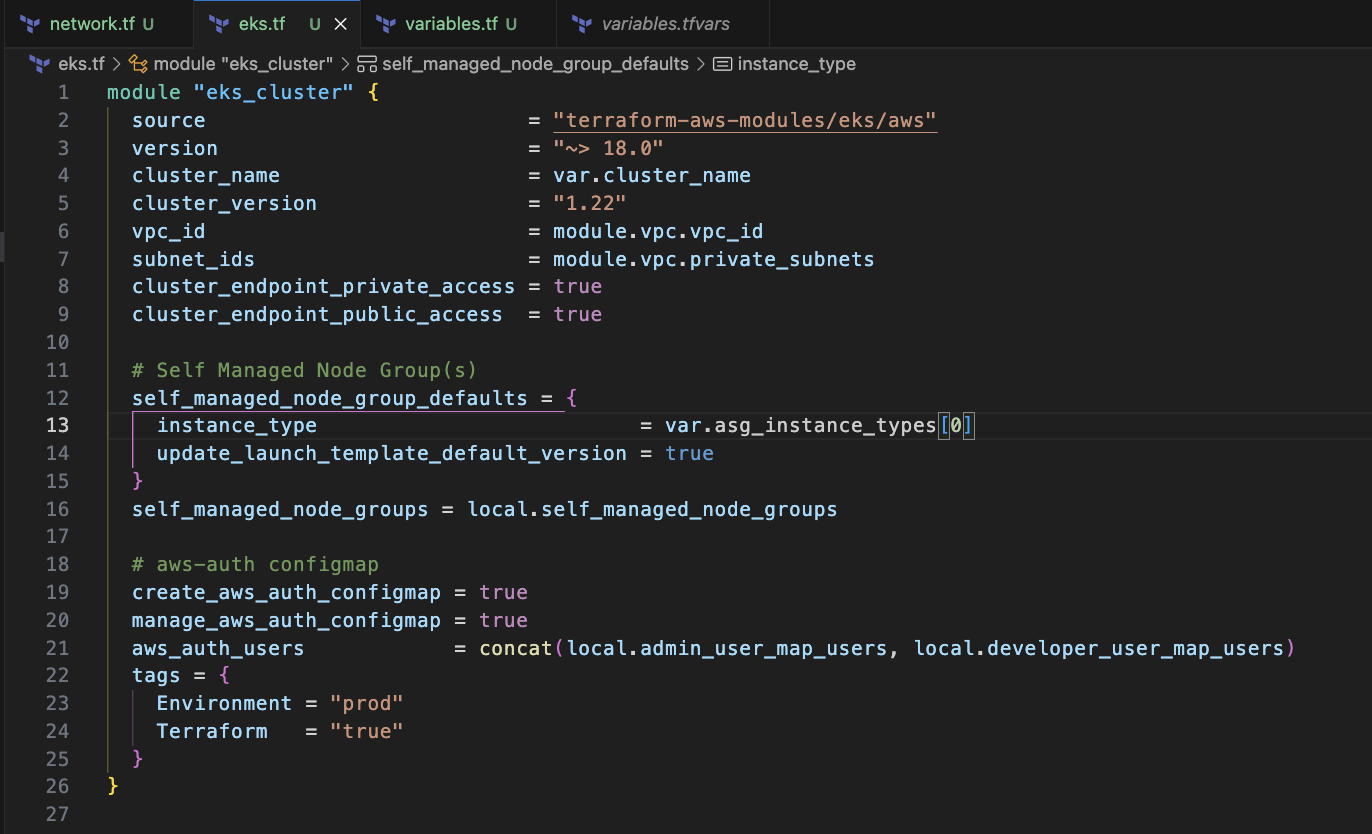 network.tf U eks.tf U variables.tf U variables.tfvars
eks.tf > module "eks_cluster" > self_managed_node_group_defaults > instance_type
1 module "eks_cluster" {
2   source                          = "terraform-aws-modules/eks/aws"
3   version                         = "~> 18.0"
4   cluster_name                    = var.cluster_name
5   cluster_version                 = "1.22"
6   vpc_id                          = module.vpc.vpc_id
7   subnet_ids                      = module.vpc.private_subnets
8   cluster_endpoint_private_access = true
9   cluster_endpoint_public_access  = true
10
11   # Self Managed Node Group(s)
12   self_managed_node_group_defaults = {
13     instance_type                          = var.asg_instance_types[0]
14     update_launch_template_default_version = true
15   }
16   self_managed_node_groups = local.self_managed_node_groups
17
18   # aws-auth configmap
19   create_aws_auth_configmap = true
20   manage_aws_auth_configmap = true
21   aws_auth_users            = concat(local.admin_user_map_users, local.developer_user_map_users)
22   tags = {
23     Environment = "prod"
24     Terraform   = "true"
25   }
26 }
27